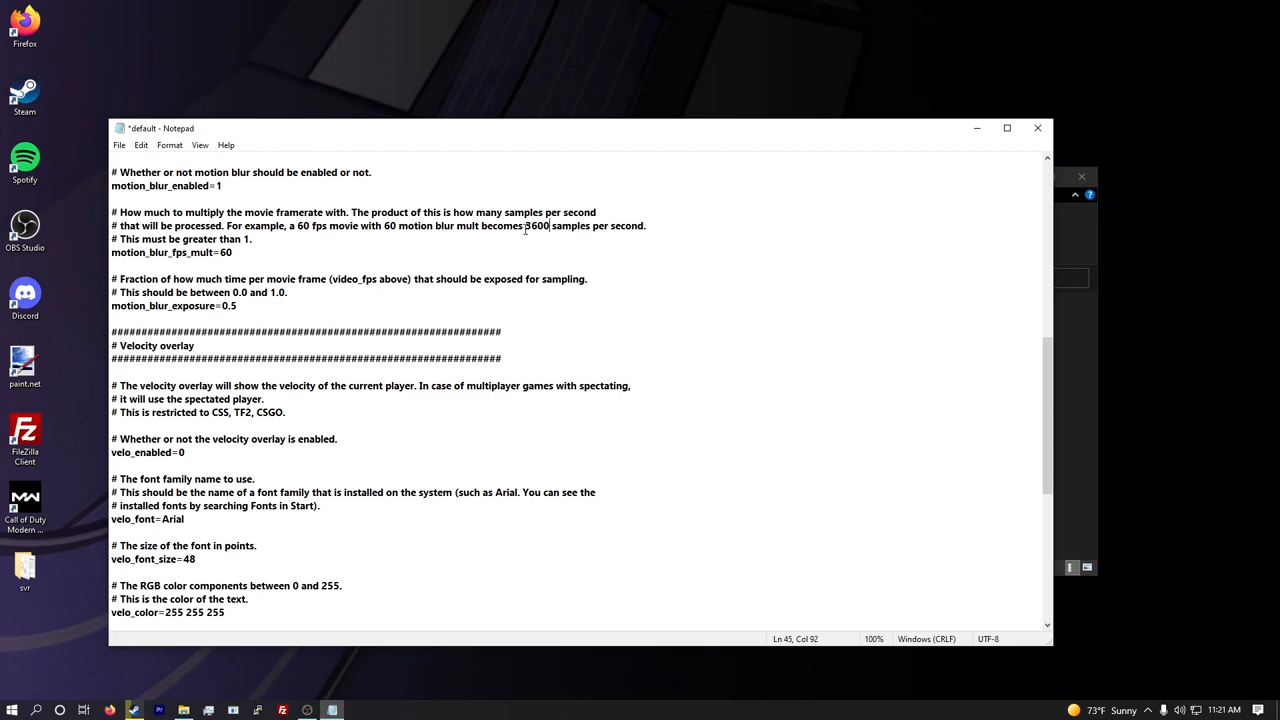 Firefox
Steam
Spotify
OBS Studio
Discord
paint.net
FileZilla
Client
Call of Duty
Modern ...
svr
*default - Notepad
File Edit Format View Help
# Whether or not motion blur should be enabled or not.
motion_blur_enabled=1
# How much to multiply the movie framerate with. The product of this is how many samples per second
# that will be processed. For example, a 60 fps movie with 60 motion blur mult becomes 3600 samples per second.
# This must be greater than 1.
motion_blur_fps_mult=60
# Fraction of how much time per movie frame (video_fps above) that should be exposed for sampling.
# This should be between 0.0 and 1.0.
motion_blur_exposure=0.5
#################################################################
# Velocity overlay
#################################################################
# The velocity overlay will show the velocity of the current player. In case of multiplayer games with spectating,
# it will use the spectated player.
# This is restricted to CSS, TF2, CSGO.
# Whether or not the velocity overlay is enabled.
velo_enabled=0
# The font family name to use.
# This should be the name of a font family that is installed on the system (such as Arial. You can see the
# installed fonts by searching Fonts in Start).
velo_font=Arial
# The size of the font in points.
velo_font_size=48
# The RGB color components between 0 and 255.
# This is the color of the text.
velo_color=255 255 255
Ln 45, Col 92 100% Windows (CRLF) UTF-8
73°F Sunny 11:21 AM